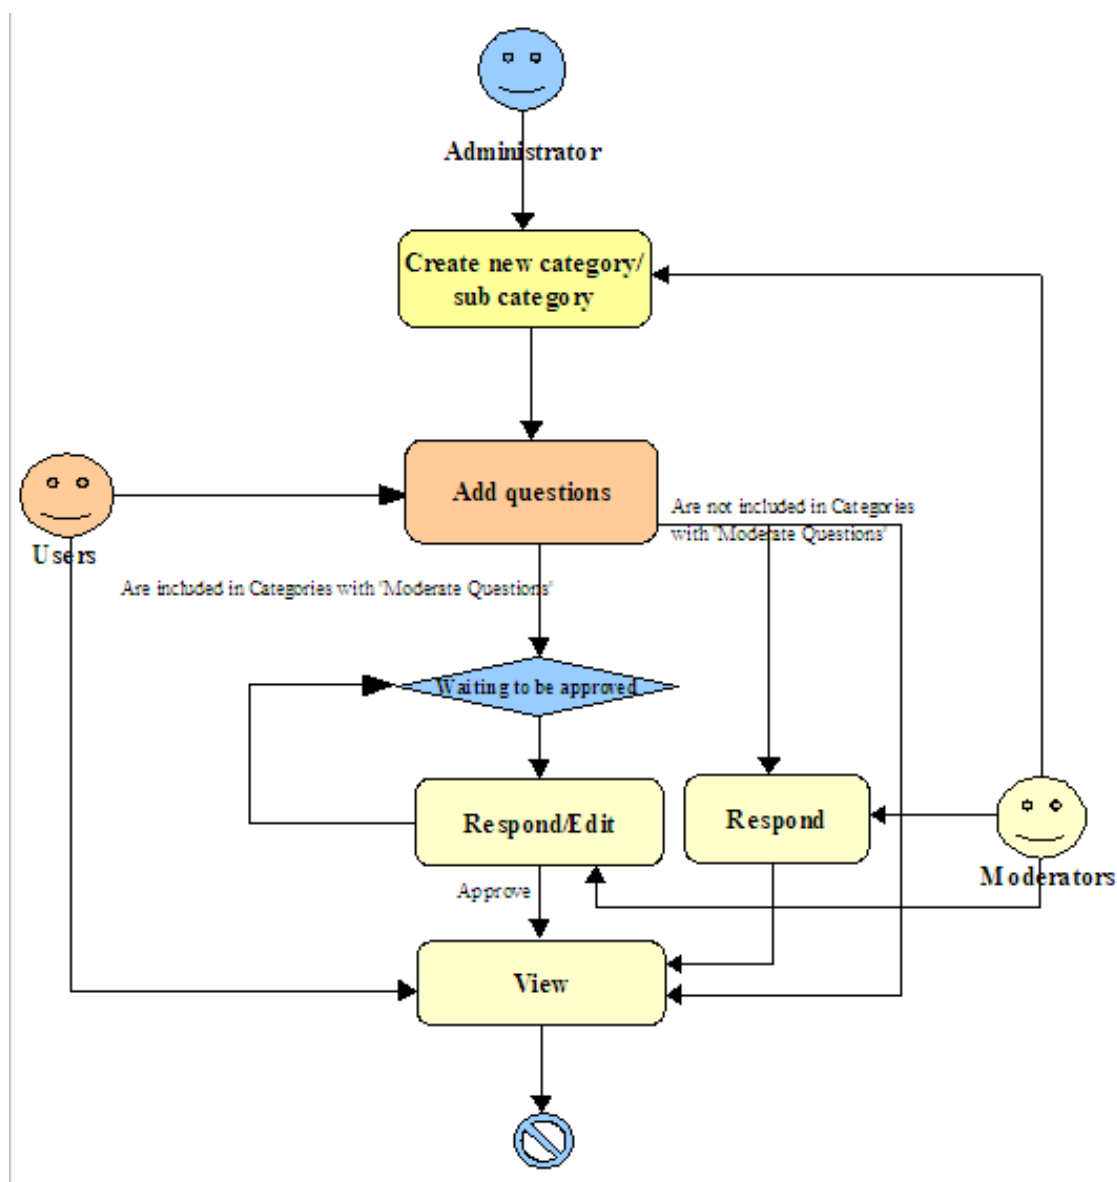 Administrator
Create new category/
sub category
Add questions
Are not included in Categories
with 'Moderate Questions'
Users
Are included in Categories with 'Moderate Questions'
Waiting to be approved
Respond/Edit
Respond
Moderators
Approve
View